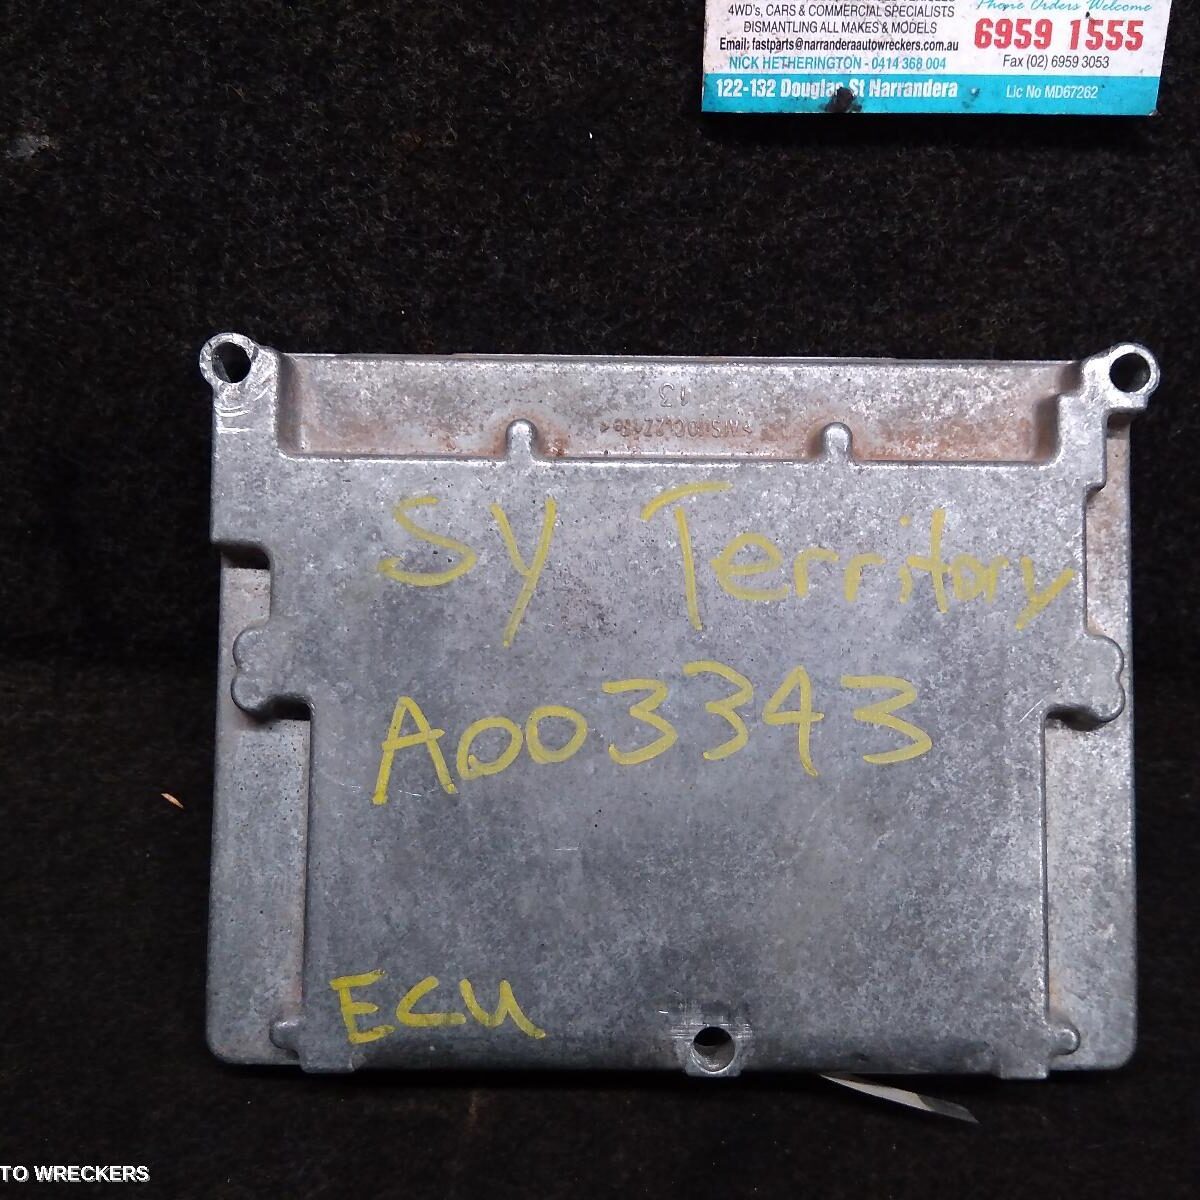 Phone Orders Welcome
4WD's, CARS & COMMERCIAL SPECIALISTS
DISMANTLING ALL MAKES & MODELS
6959 1555
Email: fastparts@narranderaautowreckers.com.au
Fax (02) 6959 3053
NICK HETHERINGTON - 0414 368 004
122-132 Douglas St Narrandera
Lic No MD67262
13
SY Territory
A003343
ECU
TO WRECKERS